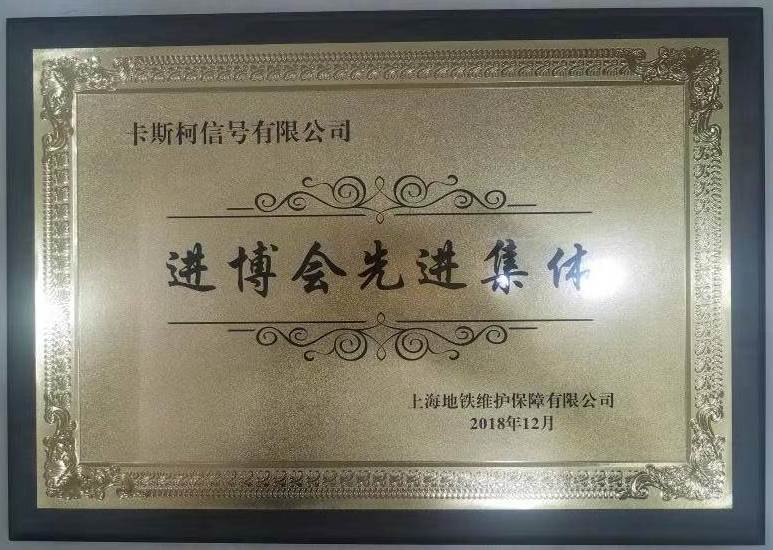 卡斯柯信号有限公司
进博会先进集体
上海地铁维护保障有限公司
2018年12月